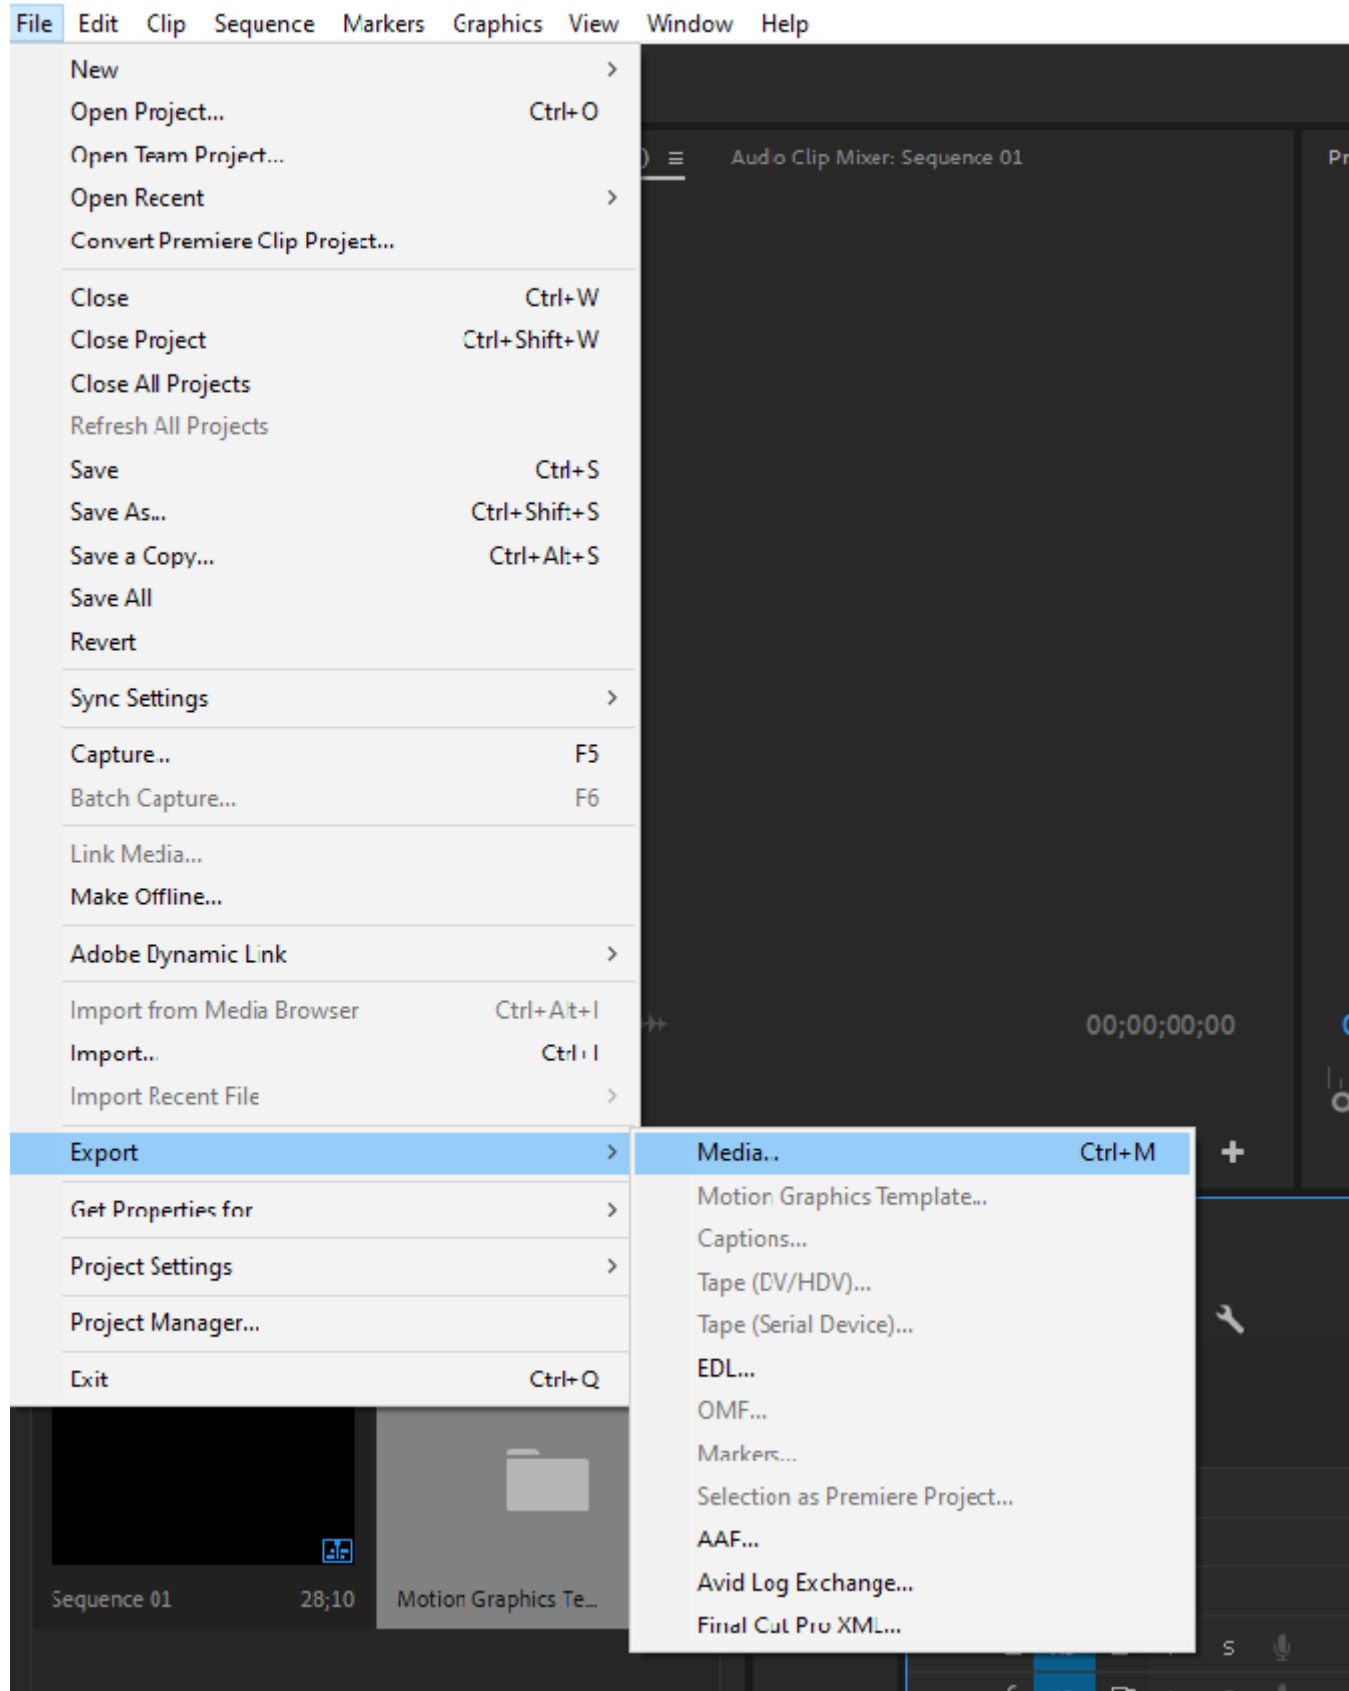 File Edit Clip Sequence Markers Graphics View Window Help
New
Open Project... Ctrl+O
Open Team Project...
Open Recent
Convert Premiere Clip Project...
Close Ctrl+W
Close Project Ctrl+Shift+W
Close All Projects
Refresh All Projects
Save Ctrl+S
Save As... Ctrl+Shift+S
Save a Copy... Ctrl+Alt+S
Save All
Revert
Sync Settings
Capture... F5
Batch Capture... F6
Link Media...
Make Offline...
Adobe Dynamic Link
Import from Media Browser Ctrl+Alt+I
Import... Ctrl+I
Import Recent File
Export
Get Properties for
Project Settings
Project Manager...
Exit Ctrl+Q
Media... Ctrl+M
Motion Graphics Template...
Captions...
Tape (DV/HDV)...
Tape (Serial Device)...
EDL...
OMF...
Markers...
Selection as Premiere Project...
AAF...
Avid Log Exchange...
Final Cut Pro XML...
Audio Clip Mixer: Sequence 01
Pr
00;00;00;00
Sequence 01 28;10
Motion Graphics Te...
S